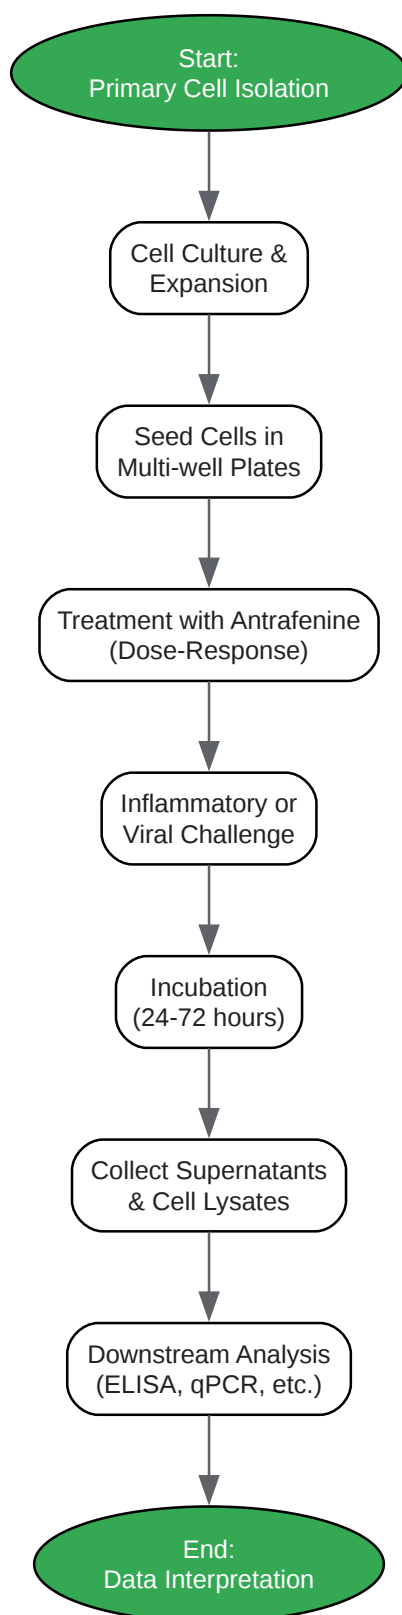 Start:
Primary Cell Isolation
Cell Culture &
Expansion
Seed Cells in
Multi-well Plates
Treatment with Antrafenine
(Dose-Response)
Inflammatory or
Viral Challenge
Incubation
(24-72 hours)
Collect Supernatants
& Cell Lysates
Downstream Analysis
(ELISA, qPCR, etc.)
End:
Data Interpretation